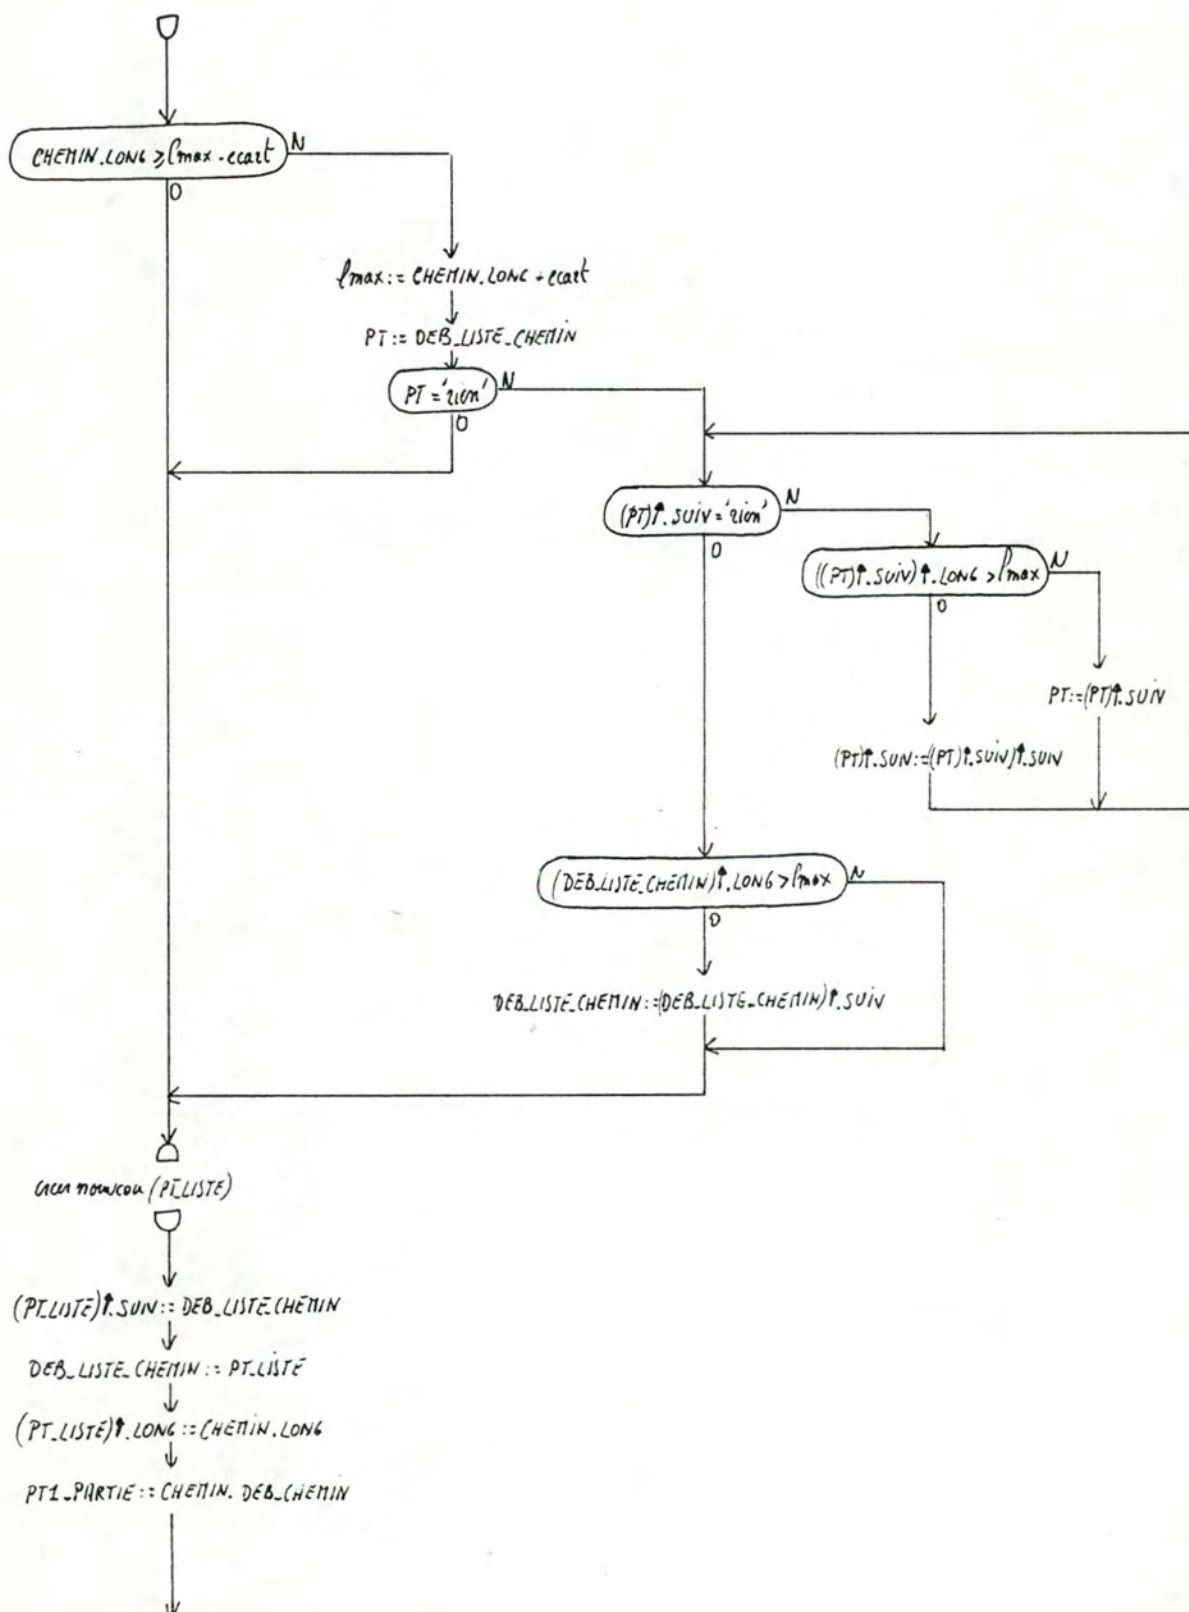 CHEMIN.LONG ⩾ lmax - ecart
N
O
lmax := CHEMIN.LONG + ecart
PT := DEB_LISTE_CHEMIN
PT = 'rien'
N
O
(PT)↑.SUIV = 'rien'
N
O
((PT)↑.SUIV)↑.LONG > lmax
N
O
PT := (PT)↑.SUIV
(PT)↑.SUIV := (PT)↑.SUIV)↑.SUIV
(DEB_LISTE_CHEMIN)↑.LONG > lmax
N
O
DEB_LISTE_CHEMIN := (DEB_LISTE_CHEMIN)↑.SUIV
creer nouveau (PT_LISTE)
(PT_LISTE)↑.SUIV := DEB_LISTE_CHEMIN
DEB_LISTE_CHEMIN := PT_LISTE
(PT_LISTE)↑.LONG := CHEMIN.LONG
PT1_PARTIE := CHEMIN.DEB_CHEMIN